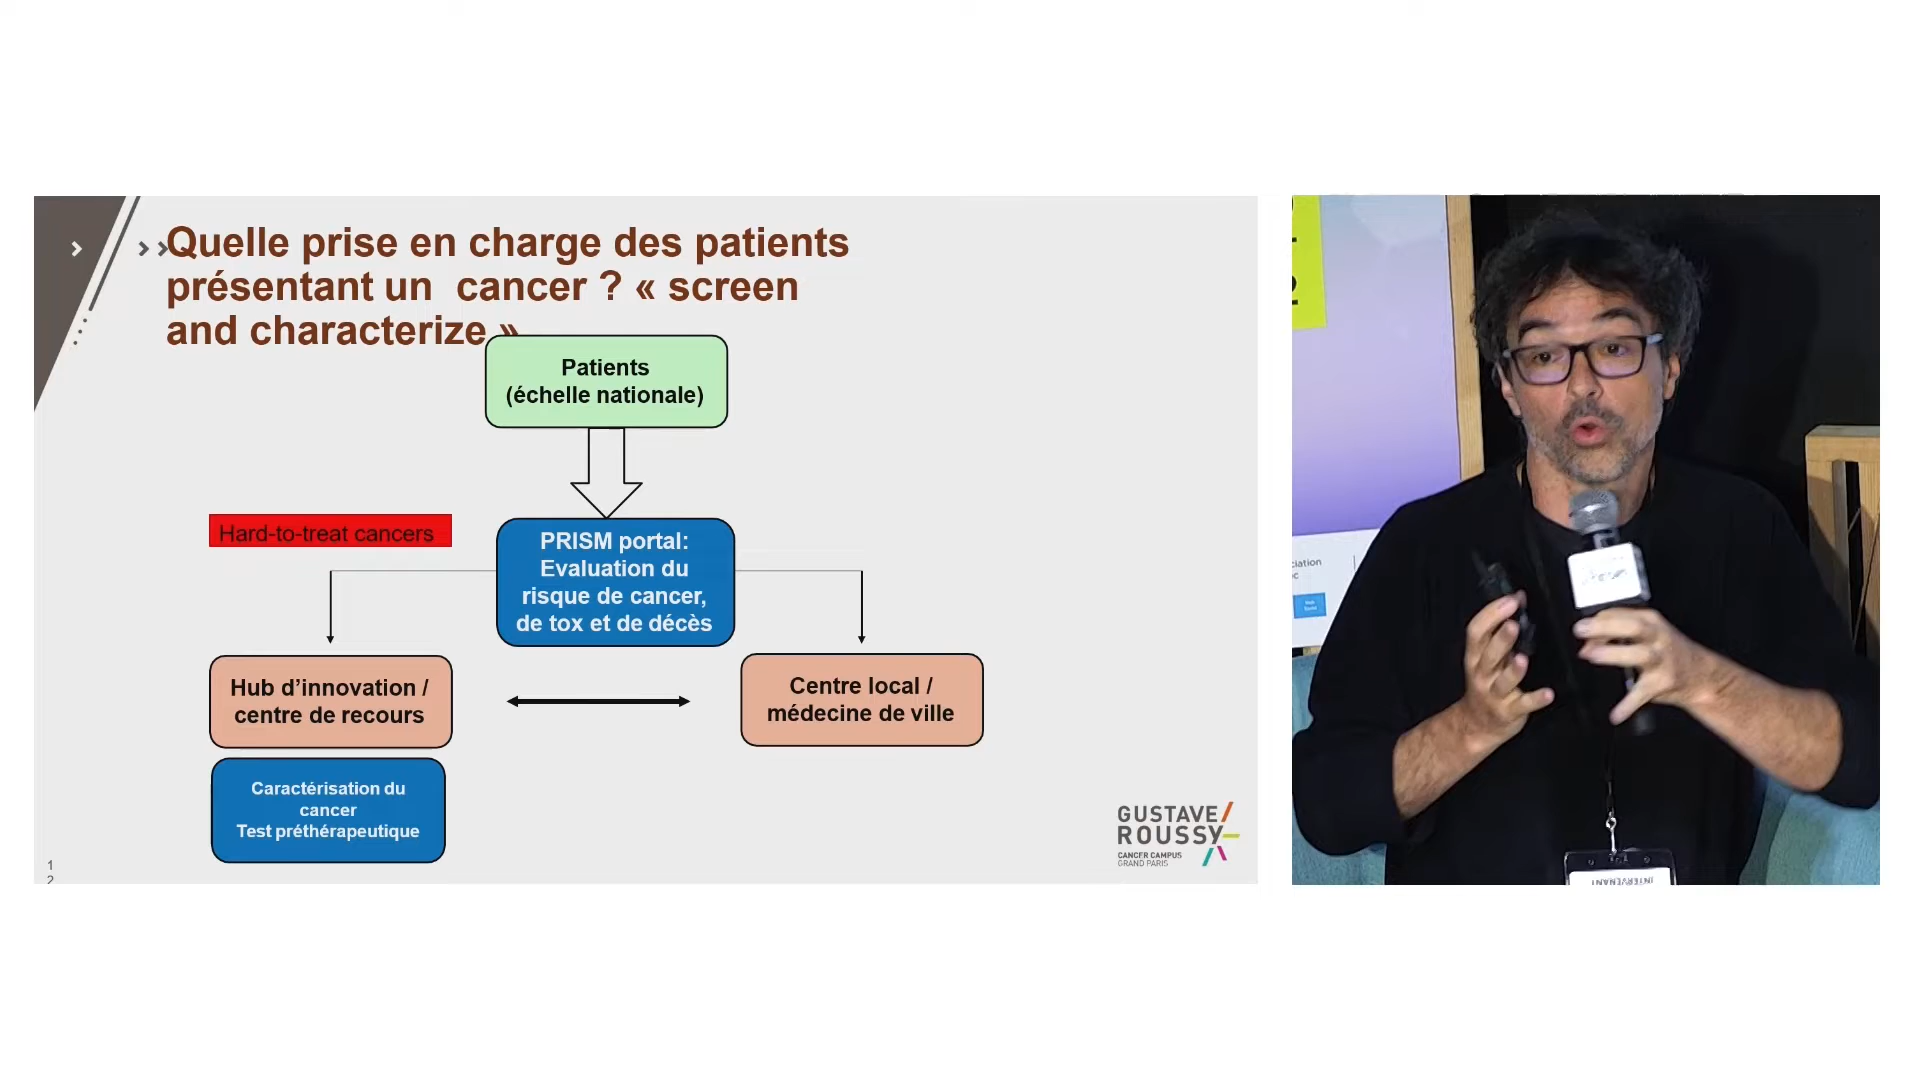 Quelle prise en charge des patients
présentant un  cancer ? « screen
and characterize »
Patients
(échelle nationale)
Hard-to-treat cancers
PRISM portal:
Evaluation du
risque de cancer,
de tox et de décès
Hub d’innovation /
centre de recours
Centre local /
médecine de ville
Caractérisation du
cancer
Test préthérapeutique
GUSTAVE
ROUSSY
CANCER CAMPUS
GRAND PARIS
1
2
ciation
INTERVENANT